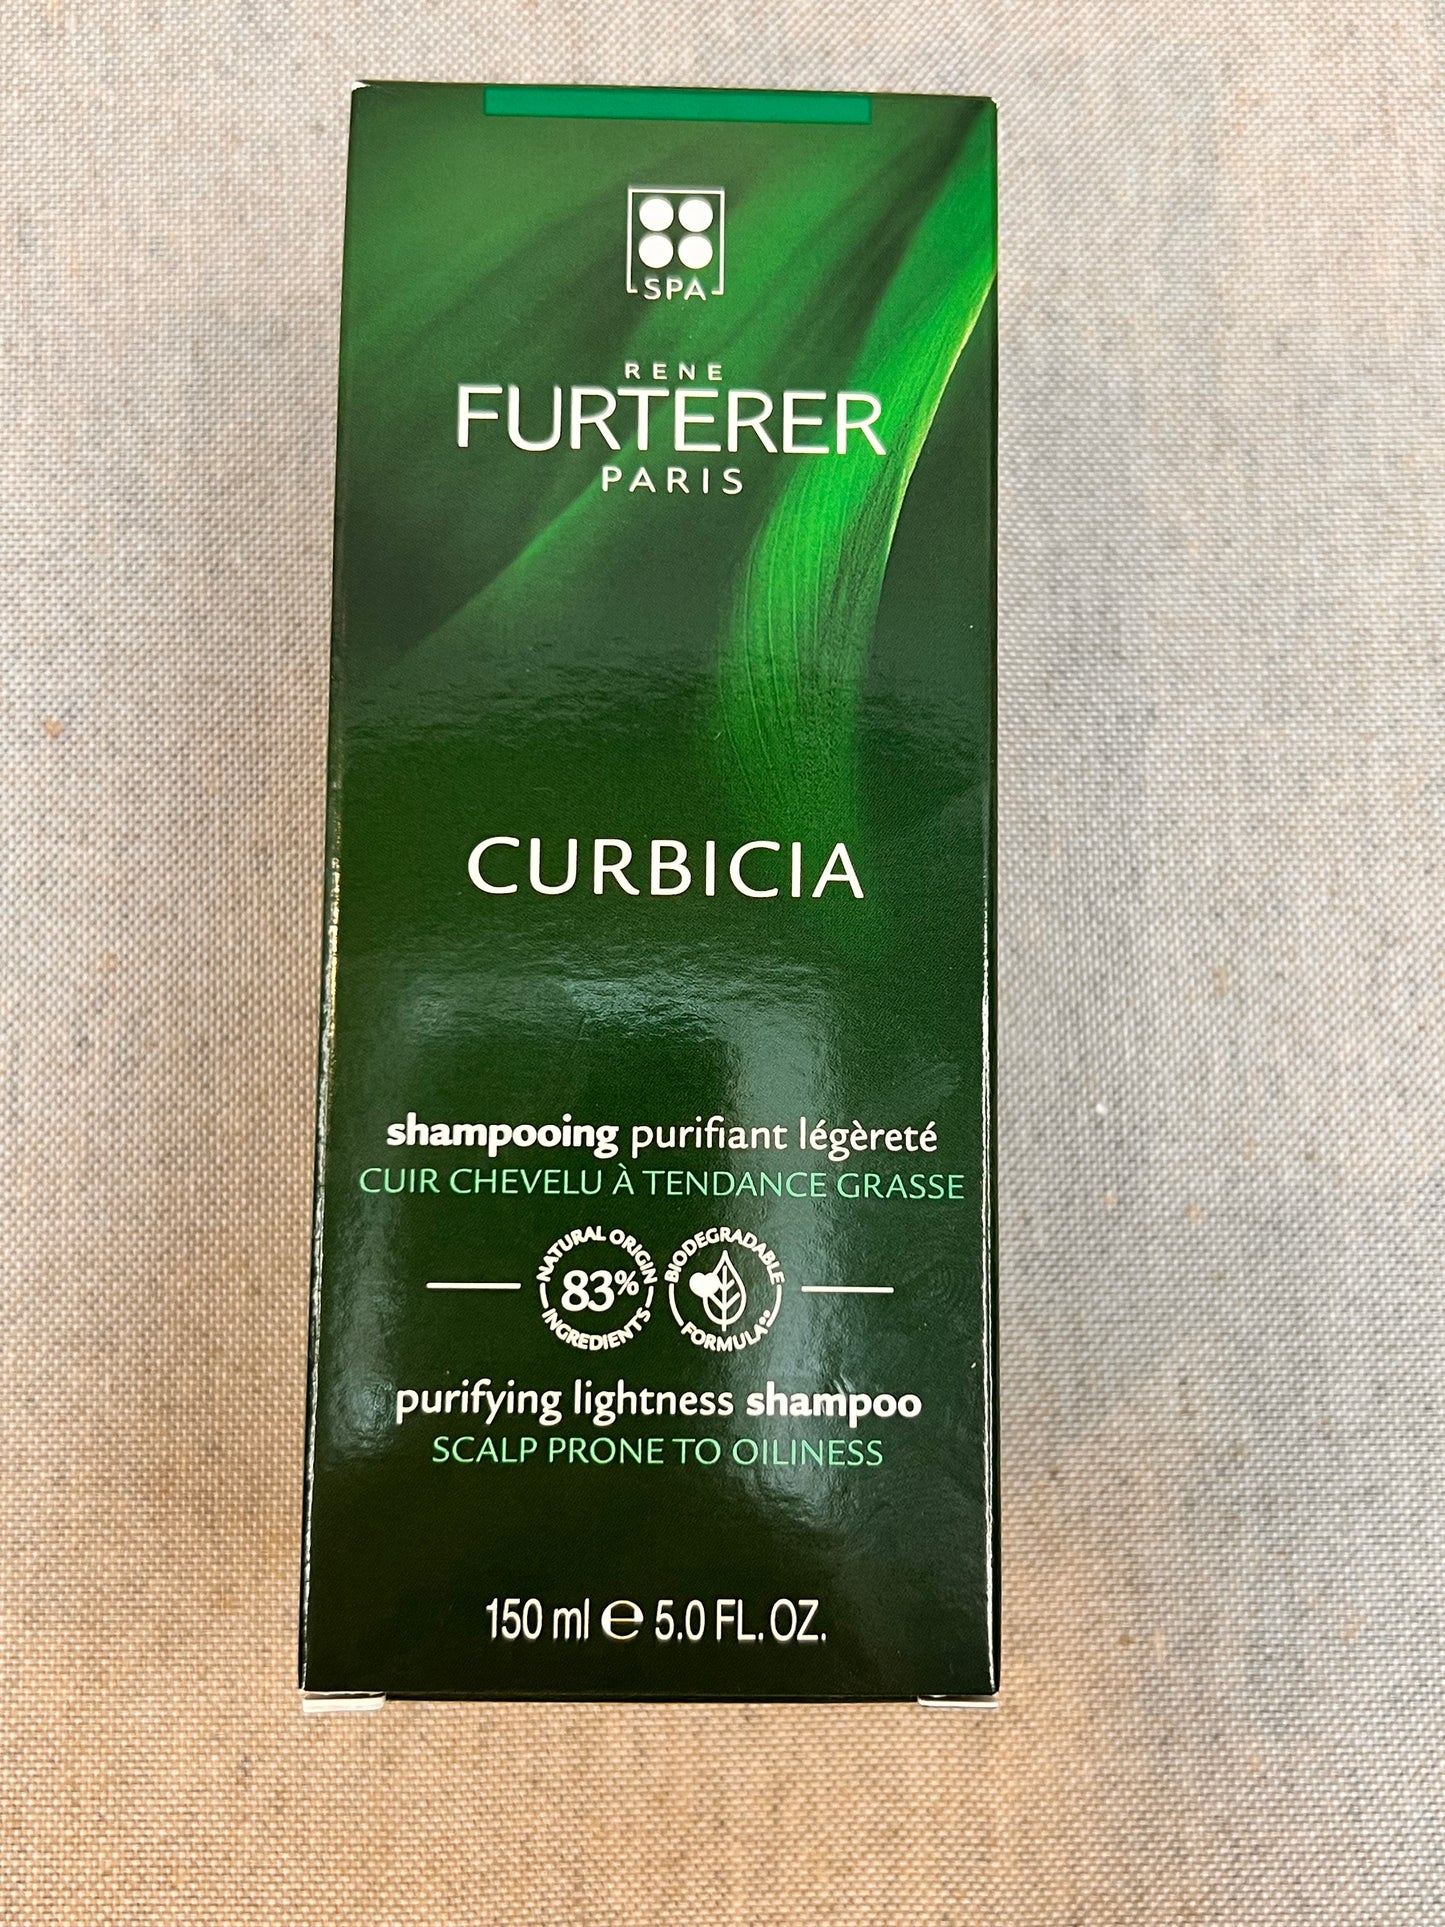 SPA
RENE
FURTERER
PARIS
CURBICIA
shampooing purifiant légèreté
CUIR CHEVELU À TENDANCE GRASSE
NATURAL ORIGIN
83%
INGREDIENTS
BIODEGRADABLE
FORMULA
purifying lightness shampoo
SCALP PRONE TO OILINESS
150 ml ℮ 5.0 FL. OZ.